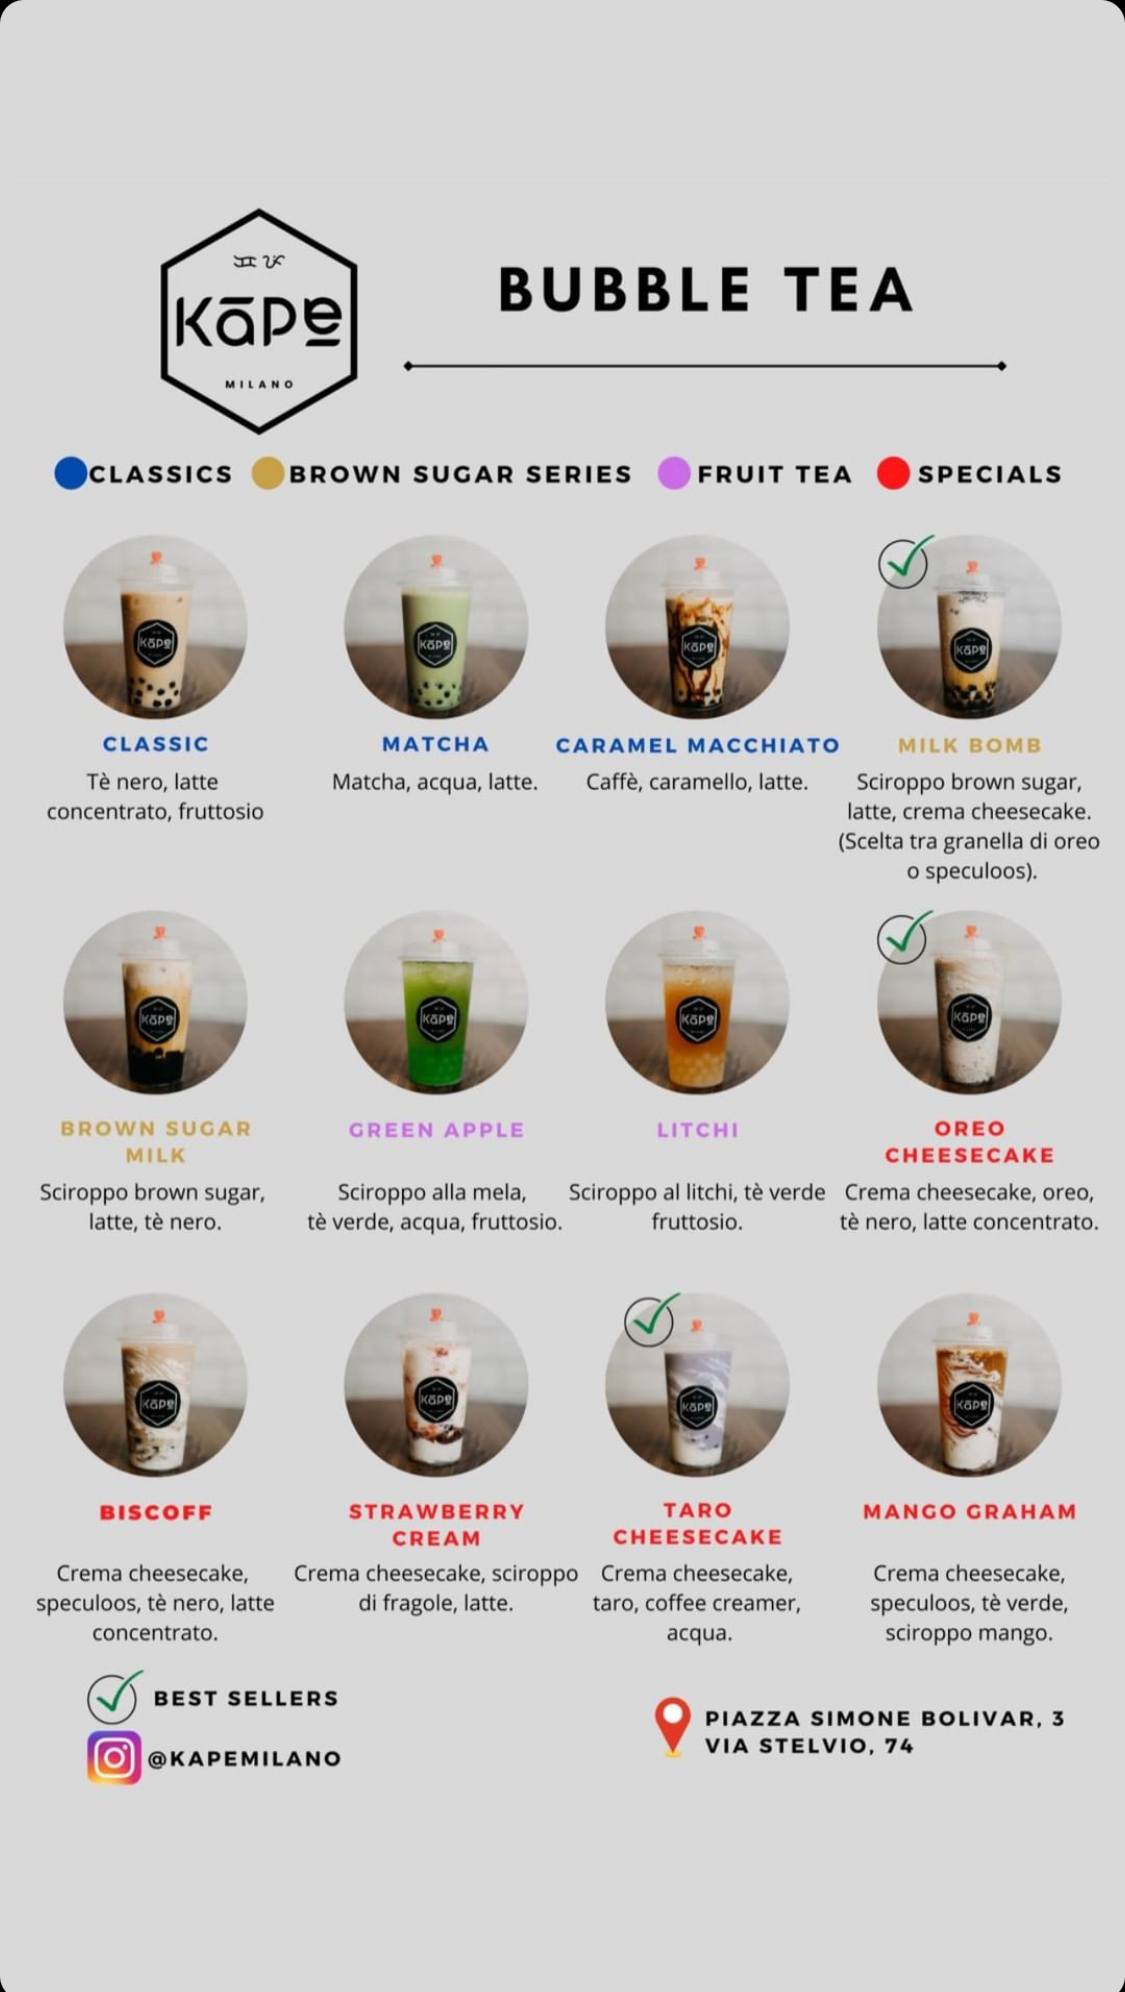 Kāpe
MILANO
BUBBLE TEA
CLASSICS BROWN SUGAR SERIES FRUIT TEA SPECIALS
CLASSIC
Tè nero, latte
concentrato, fruttosio
MATCHA
Matcha, acqua, latte.
CARAMEL MACCHIATO
Caffè, caramello, latte.
MILK BOMB
Sciroppo brown sugar,
latte, crema cheesecake.
(Scelta tra granella di oreo
o speculoos).
BROWN SUGAR
MILK
Sciroppo brown sugar,
latte, tè nero.
GREEN APPLE
Sciroppo alla mela,
tè verde, acqua, fruttosio.
LITCHI
Sciroppo al litchi, tè verde
fruttosio.
OREO
CHEESECAKE
Crema cheesecake, oreo,
tè nero, latte concentrato.
BISCOFF
Crema cheesecake,
speculoos, tè nero, latte
concentrato.
STRAWBERRY
CREAM
Crema cheesecake, sciroppo
di fragole, latte.
TARO
CHEESECAKE
Crema cheesecake,
taro, coffee creamer,
acqua.
MANGO GRAHAM
Crema cheesecake,
speculoos, tè verde,
sciroppo mango.
BEST SELLERS
@KAPEMILANO
PIAZZA SIMONE BOLIVAR, 3
VIA STELVIO, 74